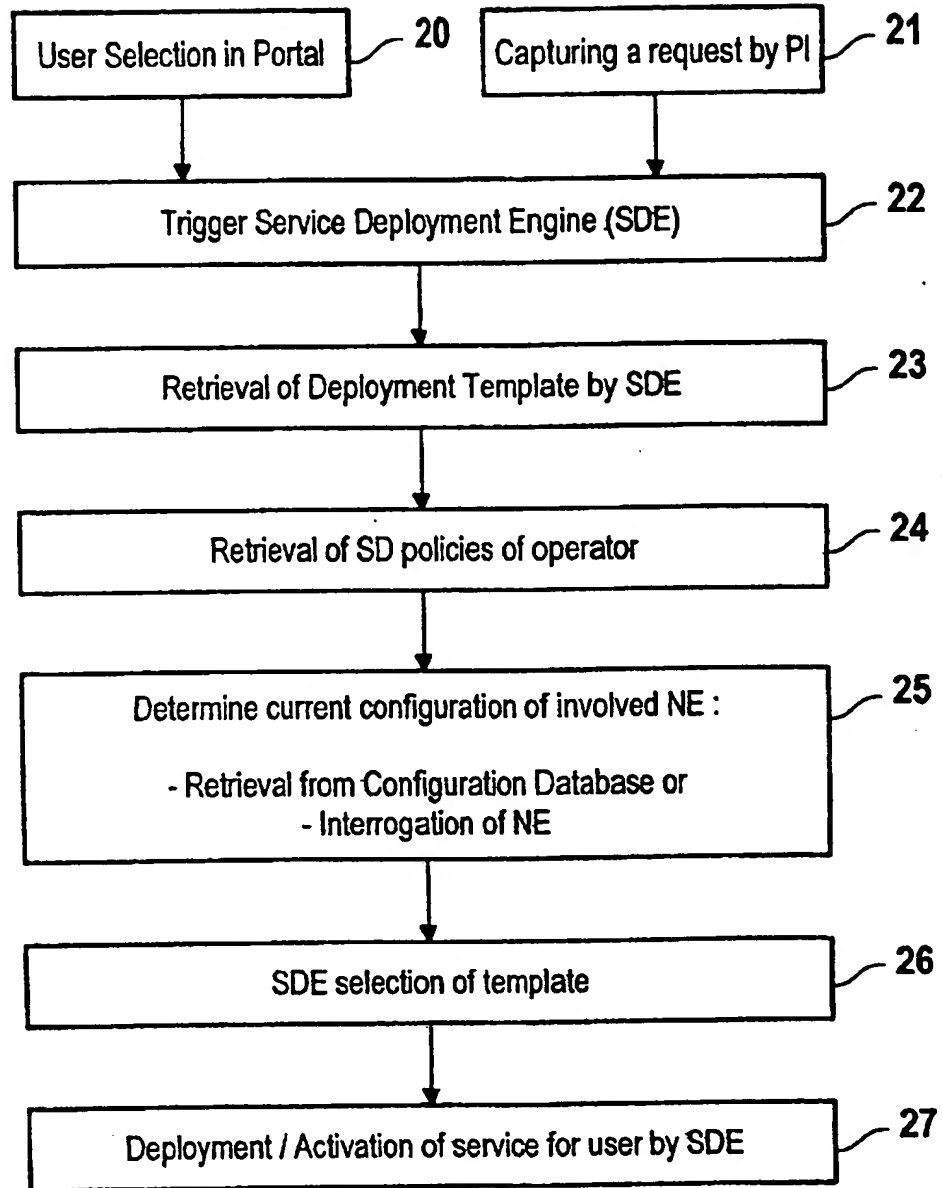 User Selection in Portal
20
Capturing a request by PI
21
Trigger Service Deployment Engine (SDE)
22
Retrieval of Deployment Template by SDE
23
Retrieval of SD policies of operator
24
Determine current configuration of involved NE :
- Retrieval from Configuration Database or
- Interrogation of NE
25
SDE selection of template
26
Deployment / Activation of service for user by SDE
27